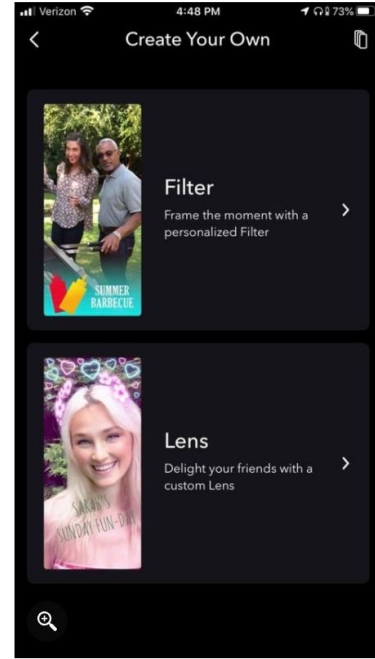 Verizon 4:48 PM 73%
Create Your Own
Filter
Frame the moment with a
personalized Filter
SUMMER
BARBECUE
Lens
Delight your friends with a
custom Lens
SARAH'S
SUNDAY FUN-DAY